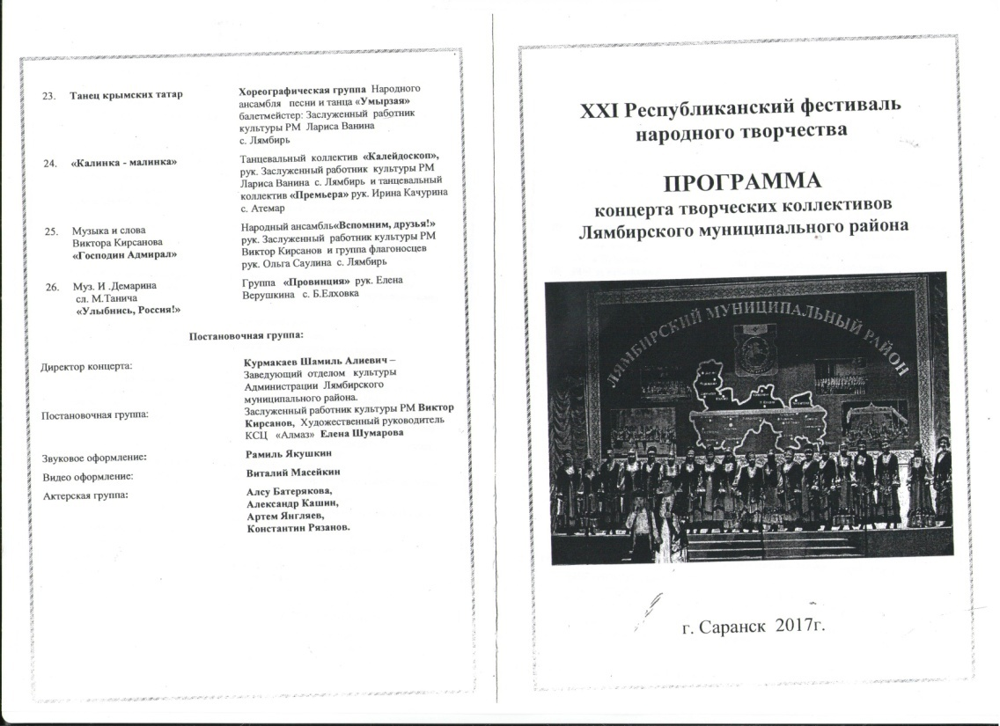 23. Танец крымских татар
Хореографическая группа Народного
ансамбля песни и танца «Умырзая»
балетмейстер: Заслуженный работник
культуры РМ Лариса Ванина
с. Лямбирь
24. «Калинка - малинка»
Танцевальный коллектив «Калейдоскоп»,
рук. Заслуженный работник культуры РМ
Лариса Ванина с. Лямбирь и танцевальный
коллектив «Премьера» рук. Ирина Качурина
с. Атемар
25. Музыка и слова
Виктора Кирсанова
«Господин Адмирал»
Народный ансамбль«Вспомним, друзья!»
рук. Заслуженный работник культуры РМ
Виктор Кирсанов и группа флагоносцев
рук. Ольга Саулина с. Лямбирь
26. Муз. И .Демарина
сл. М.Танича
«Улыбнись, Россия!»
Группа «Провинция» рук. Елена
Верушкина с. Б.Елховка
Постановочная группа:
Директор концерта:
Курмакаев Шамиль Алиевич –
Заведующий отделом культуры
Администрации Лямбирского
муниципального района.
Постановочная группа:
Заслуженный работник культуры РМ Виктор
Кирсанов, Художественный руководитель
КСЦ «Алмаз» Елена Шумарова
Звуковое оформление:
Рамиль Якушкин
Видео оформление:
Виталий Масейкин
Актерская группа:
Алсу Батерякова,
Александр Кашин,
Артем Янгляев,
Константин Рязанов.
XXI Республиканский фестиваль
народного творчества
ПРОГРАММА
концерта творческих коллективов
Лямбирского муниципального района
ЛЯМБИРСКИЙ МУНИЦИПАЛЬНЫЙ РАЙОН
г. Саранск 2017г.